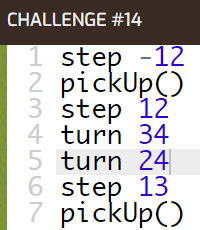 CHALLENGE #14
1 step -12
2 pickUp()
3 step 12
4 turn 34
5 turn 24
6 step 13
7 pickUp()